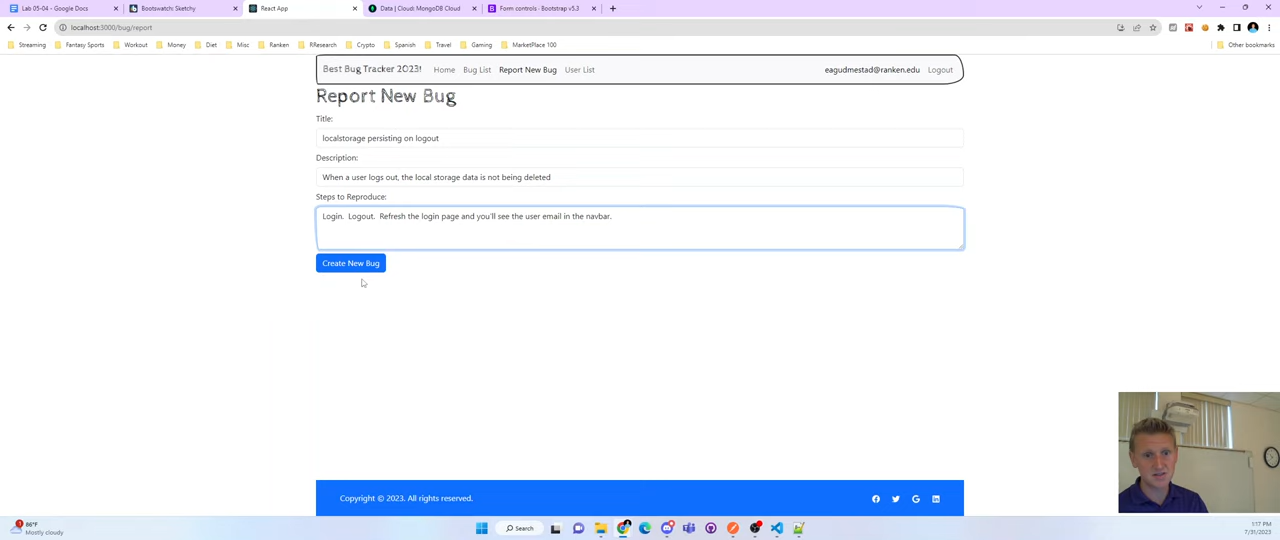 Lab 05-04 - Google Docs
Bootswatch: Sketchy
React App
Data | Cloud: MongoDB Cloud
Form controls · Bootstrap v5.3
localhost:3000/bug/report
Streaming
Fantasy Sports
Workout
Money
Diet
Misc
Ranken
RResearch
Crypto
Spanish
Travel
Gaming
MarketPlace 100
Other bookmarks
Best Bug Tracker 2023! Home Bug List Report New Bug User List eagudmestad@ranken.edu Logout
Report New Bug
Title:
localstorage persisting on logout
Description:
When a user logs out, the local storage data is not being deleted
Steps to Reproduce:
Login. Logout. Refresh the login page and you'll see the user email in the navbar.
Create New Bug
Copyright © 2023. All rights reserved.
86°F
Mostly cloudy
Search
1:17 PM
7/31/2023